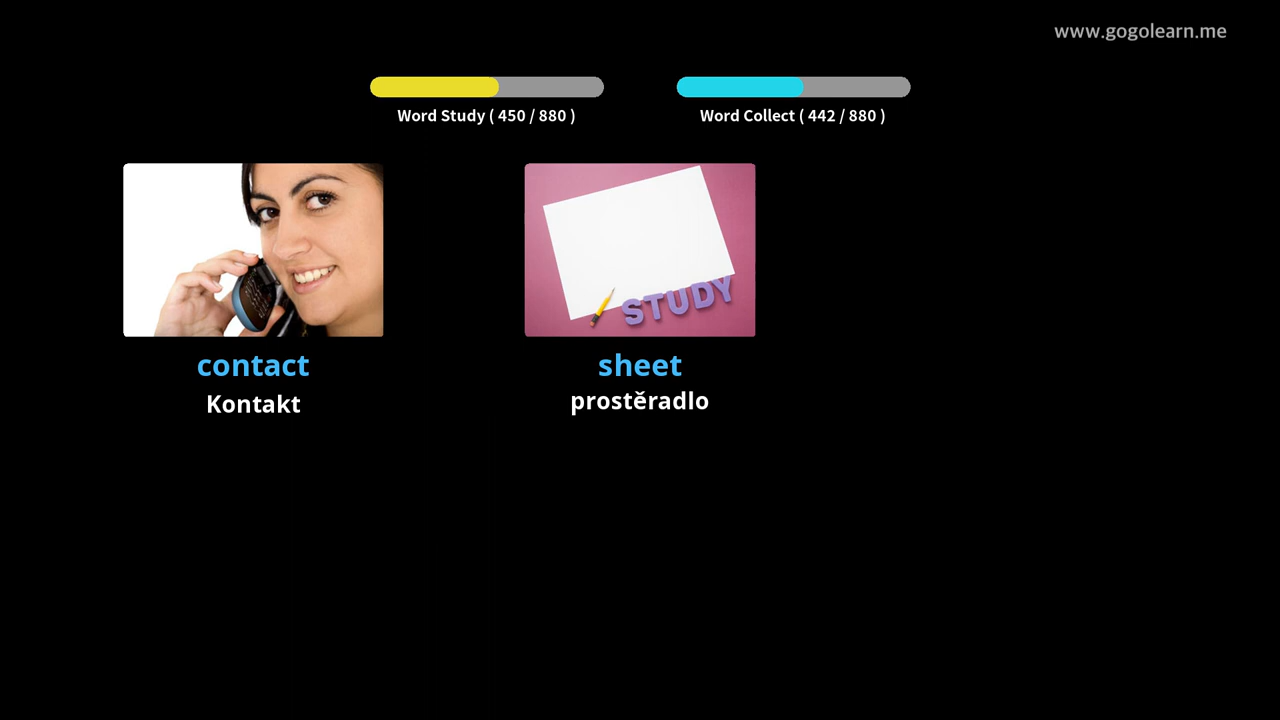 www.gogolearn.me
Word Study ( 450 / 880 )
Word Collect ( 442 / 880 )
STUDY
contact
Kontakt
sheet
prostěradlo